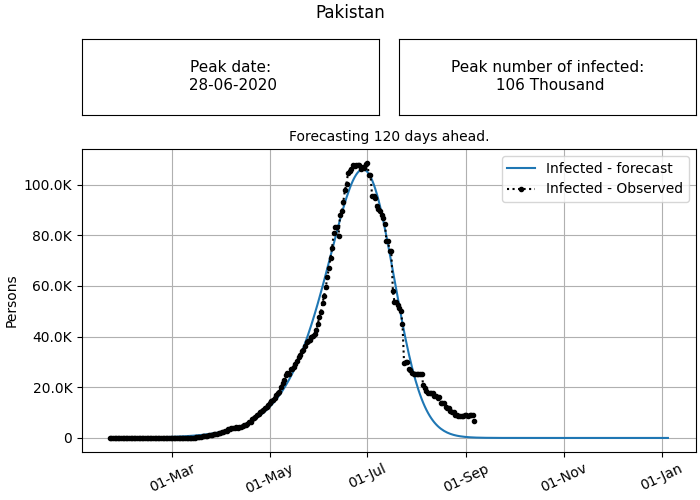 Pakistan
Peak date:
28-06-2020
Peak number of infected:
106 Thousand
Forecasting 120 days ahead.
Infected - forecast
Infected - Observed
Persons
100.0K
80.0K
60.0K
40.0K
20.0K
0
01-Mar
01-May
01-Jul
01-Sep
01-Nov
01-Jan